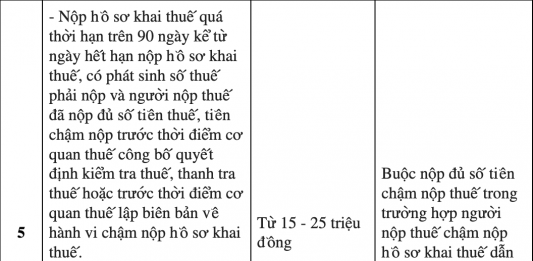 - Nộp hồ sơ khai thuế quá
thời hạn trên 90 ngày kể từ
ngày hết hạn nộp hồ sơ khai
thuế, có phát sinh số thuế
phải nộp và người nộp thuế
đã nộp đủ số tiền thuế, tiền
chậm nộp trước thời điểm cơ
quan thuế công bố quyết
định kiểm tra thuế, thanh tra
thuế hoặc trước thời điểm cơ
quan thuế lập biên bản về
hành vi chậm nộp hồ sơ khai
thuế.
5
Từ 15 - 25 triệu
đồng
Buộc nộp đủ số tiền
chậm nộp thuế trong
trường hợp người
nộp thuế chậm nộp
hồ sơ khai thuế dẫn